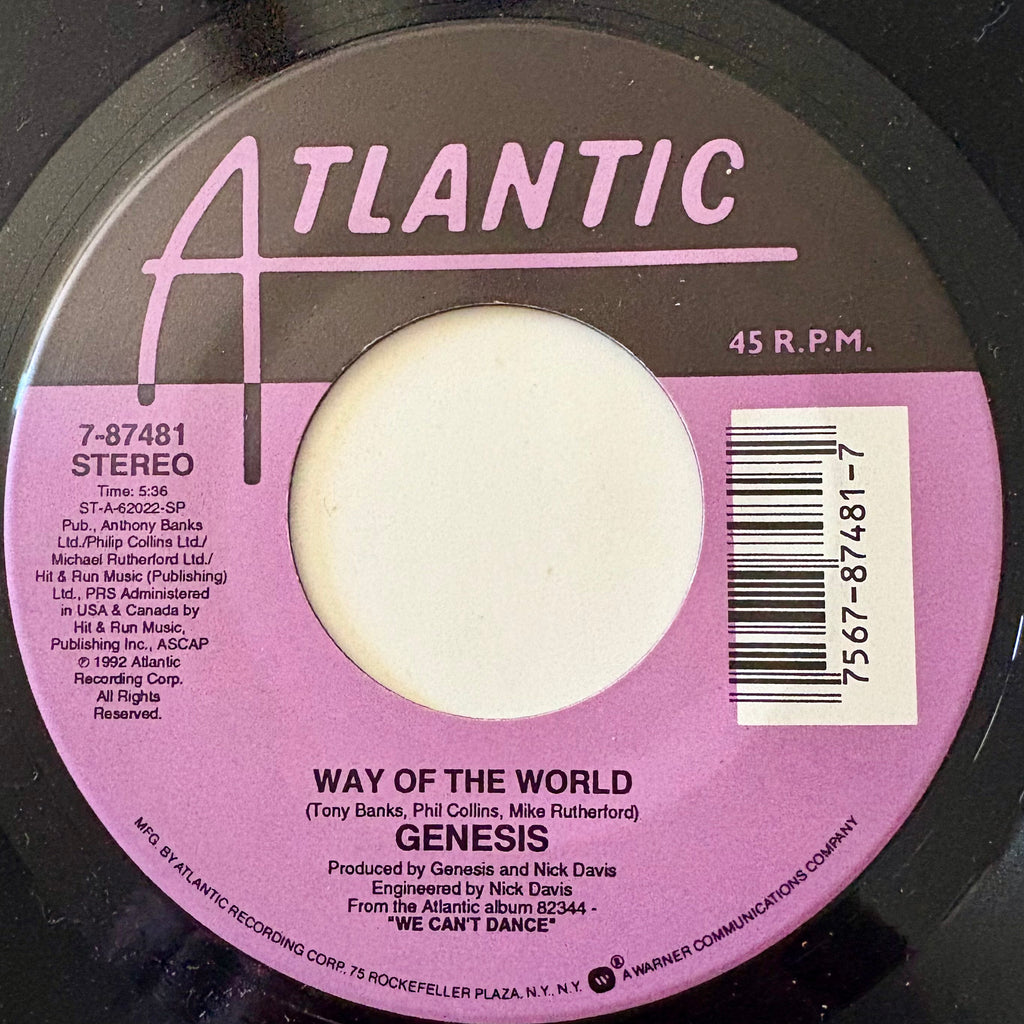 ATLANTIC
45 R.P.M.
7-87481
STEREO
Time: 5:36
ST-A-62022-SP
Pub., Anthony Banks
Ltd./Philip Collins Ltd./
Michael Rutherford Ltd./
Hit & Run Music (Publishing)
Ltd., PRS Administered
in USA & Canada by
Hit & Run Music,
Publishing Inc., ASCAP
℗ 1992 Atlantic
Recording Corp.
All Rights
Reserved.
7567-87481-7
WAY OF THE WORLD
(Tony Banks, Phil Collins, Mike Rutherford)
GENESIS
Produced by Genesis and Nick Davis
Engineered by Nick Davis
From the Atlantic album 82344 -
"WE CAN'T DANCE"
MFG. BY ATLANTIC RECORDING CORP., 75 ROCKEFELLER PLAZA, N.Y., N.Y. W ® A WARNER COMMUNICATIONS COMPANY